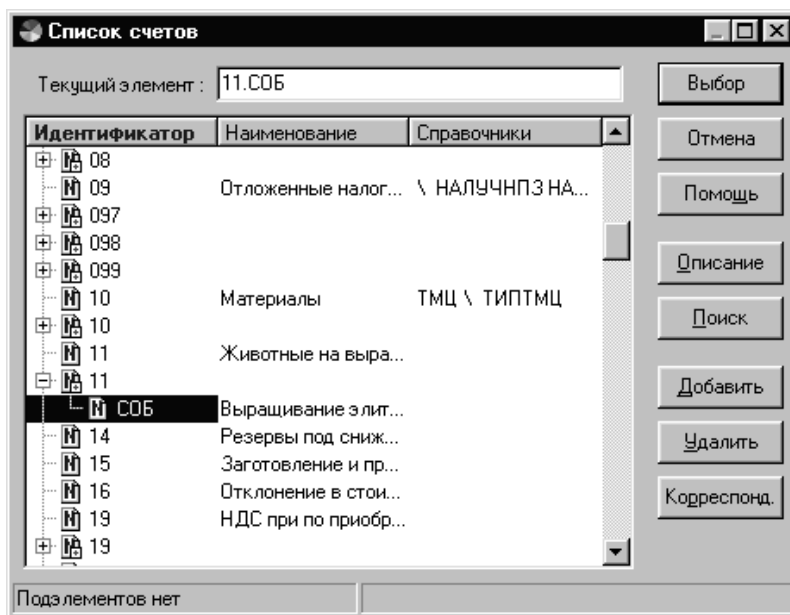 Список счетов
Текущий элемент : 11.СОБ
Выбор
Отмена
Помощь
Описание
Поиск
Добавить
Удалить
Корреспонд.
Идентификатор Наименование Справочники
08
09 Отложенные налог... \ НАЛУЧНПЗ НА...
097
098
099
10 Материалы ТМЦ \ ТИПТМЦ
10
11 Животные на выра...
11
СОБ Выращивание элит...
14 Резервы под сниж...
15 Заготовление и пр...
16 Отклонение в стои...
19 НДС при по приобр...
19
Подэлементов нет